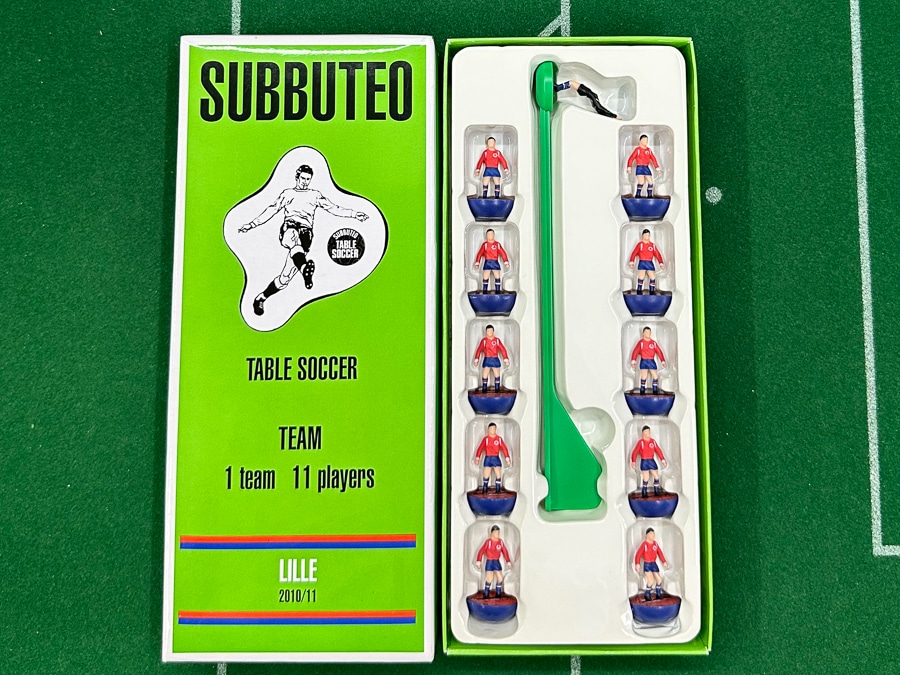 SUBBUTEO
SUBBUTEO
TABLE
SOCCER
TABLE SOCCER
TEAM
1 team 11 players
LILLE
2010/11